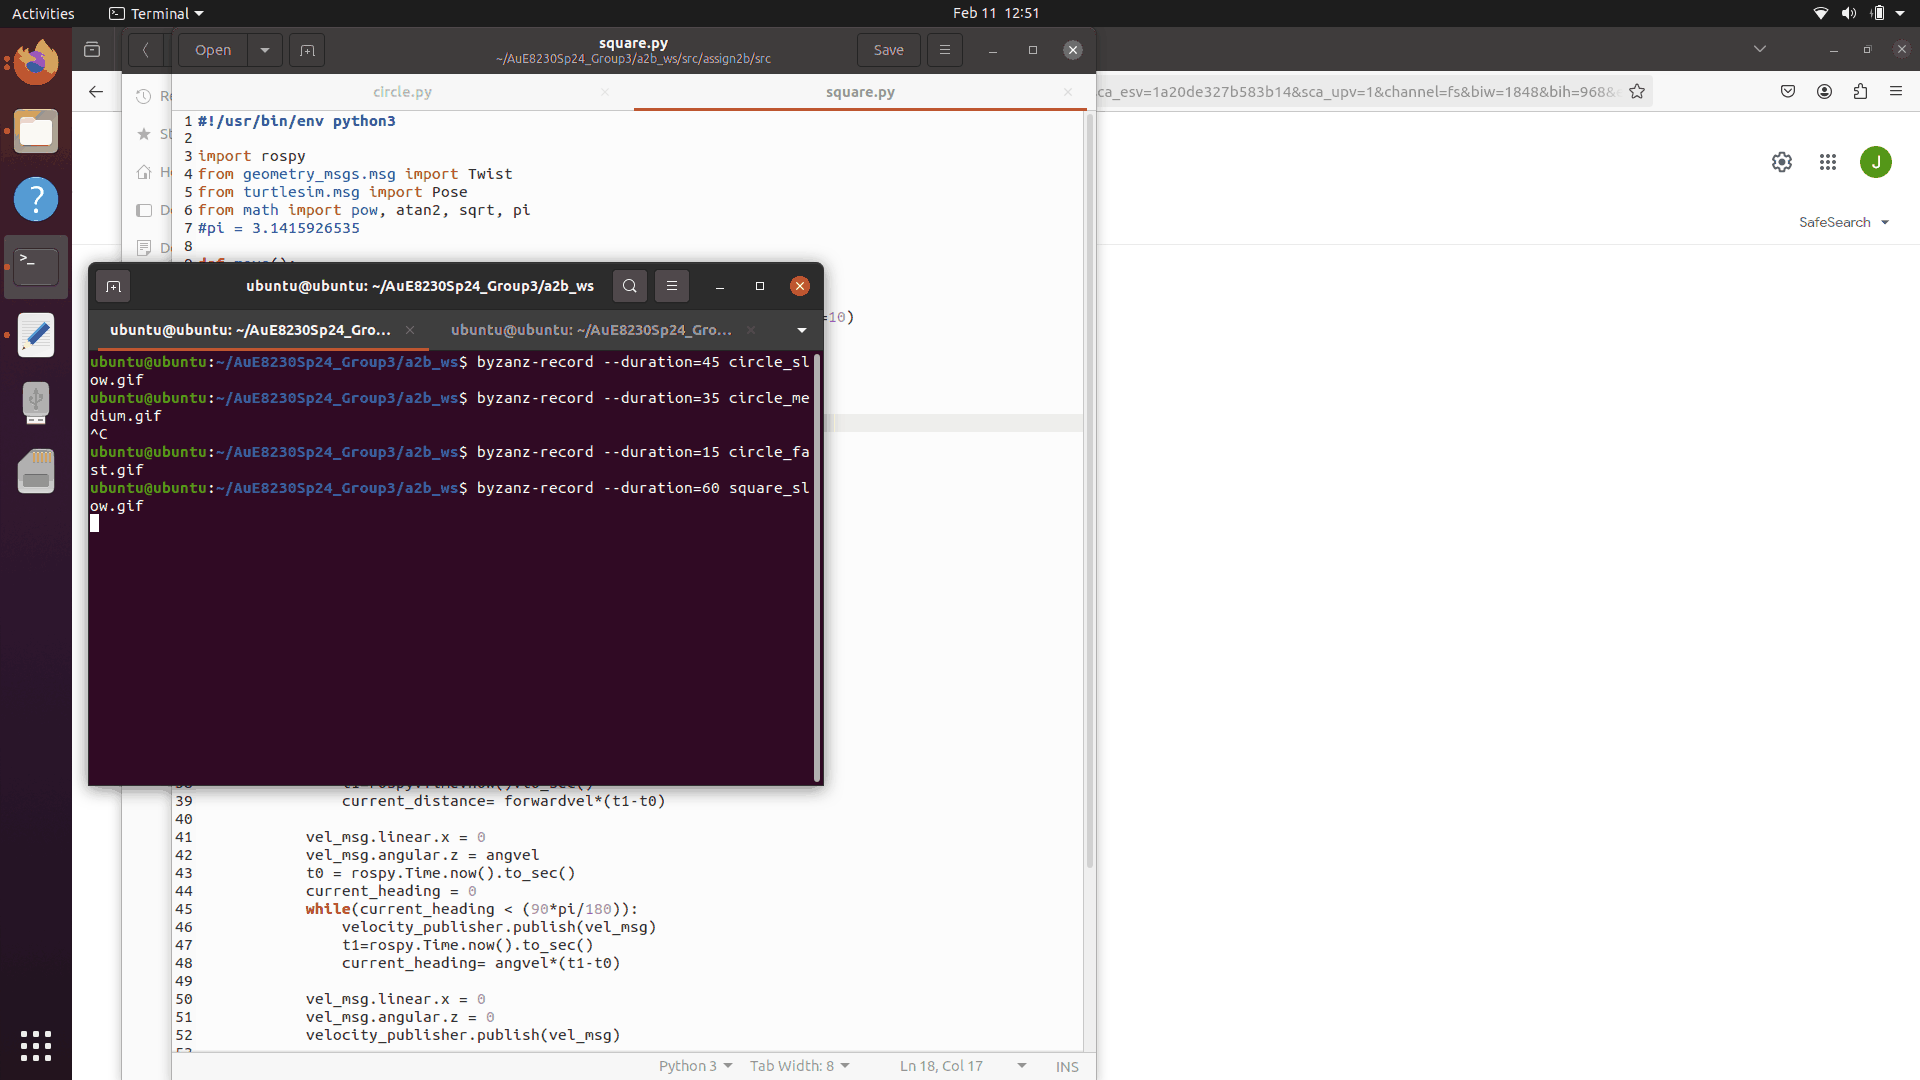 Activities
Terminal
Feb 11 12:51
Open
square.py
~/AuE8230Sp24_Group3/a2b_ws/src/assign2b/src
Save
circle.py
square.py
ca_esv=1a20de327b583b14&sca_upv=1&channel=fs&biw=1848&bih=968&
J
SafeSearch
1 #!/usr/bin/env python3
2
3 import rospy
4 from geometry_msgs.msg import Twist
5 from turtlesim.msg import Pose
6 from math import pow, atan2, sqrt, pi
7 #pi = 3.1415926535
8
=10)
ubuntu@ubuntu: ~/AuE8230Sp24_Group3/a2b_ws
ubuntu@ubuntu: ~/AuE8230Sp24_Gro...
ubuntu@ubuntu: ~/AuE8230Sp24_Gro...
ubuntu@ubuntu:~/AuE8230Sp24_Group3/a2b_ws$ byzanz-record --duration=45 circle_sl
ow.gif
ubuntu@ubuntu:~/AuE8230Sp24_Group3/a2b_ws$ byzanz-record --duration=35 circle_me
dium.gif
^C
ubuntu@ubuntu:~/AuE8230Sp24_Group3/a2b_ws$ byzanz-record --duration=15 circle_fa
st.gif
ubuntu@ubuntu:~/AuE8230Sp24_Group3/a2b_ws$ byzanz-record --duration=60 square_sl
ow.gif
39 current_distance= forwardvel*(t1-t0)
40
41 vel_msg.linear.x = 0
42 vel_msg.angular.z = angvel
43 t0 = rospy.Time.now().to_sec()
44 current_heading = 0
45 while(current_heading < (90*pi/180)):
46 velocity_publisher.publish(vel_msg)
47 t1=rospy.Time.now().to_sec()
48 current_heading= angvel*(t1-t0)
49
50 vel_msg.linear.x = 0
51 vel_msg.angular.z = 0
52 velocity_publisher.publish(vel_msg)
Python 3
Tab Width: 8
Ln 18, Col 17
INS